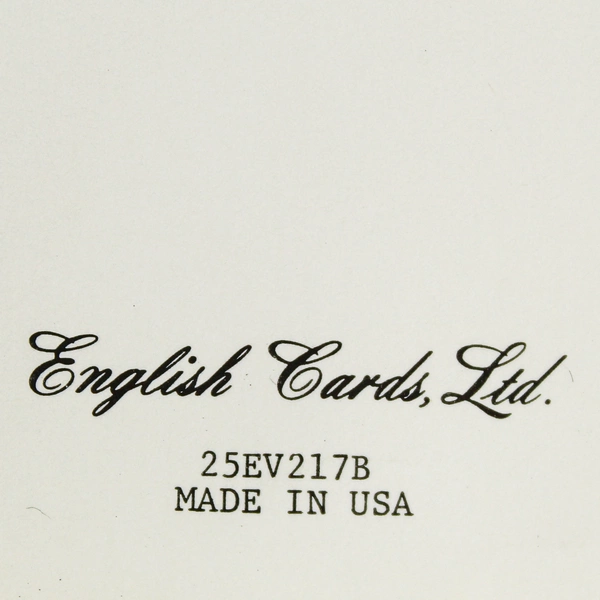 English Cards, Ltd.
25EV217B
MADE IN USA